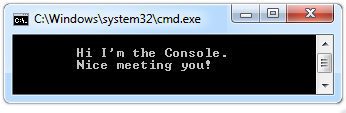 C:\Windows\system32\cmd.exe
Hi I'm the Console.
Nice meeting you!